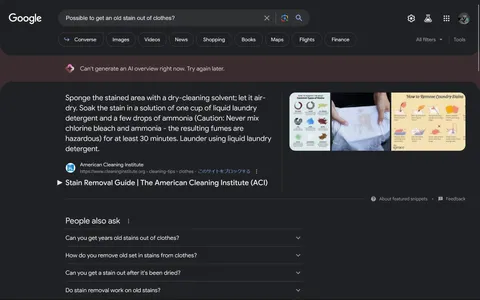 Google
Possible to get an old stain out of clothes?
Converse
Images
Videos
News
Shopping
Books
Maps
Flights
Finance
All filters
Tools
Can't generate an AI overview right now. Try again later.
Sponge the stained area with a dry-cleaning solvent; let it air-
dry. Soak the stain in a solution of one cup of liquid laundry
detergent and a few drops of ammonia (Caution: Never mix
chlorine bleach and ammonia - the resulting fumes are
hazardous) for at least 30 minutes. Launder using liquid laundry
detergent.
American Cleaning Institute
https://www.cleaninginstitute.org › cleaning-tips › clothes - このサイトをブロックする
Stain Removal Guide | The American Cleaning Institute (ACI)
About featured snippets
Feedback
People also ask
Can you get years old stains out of clothes?
How do you remove old set in stains from clothes?
Can you get a stain out after it's been dried?
Do stain removal work on old stains?